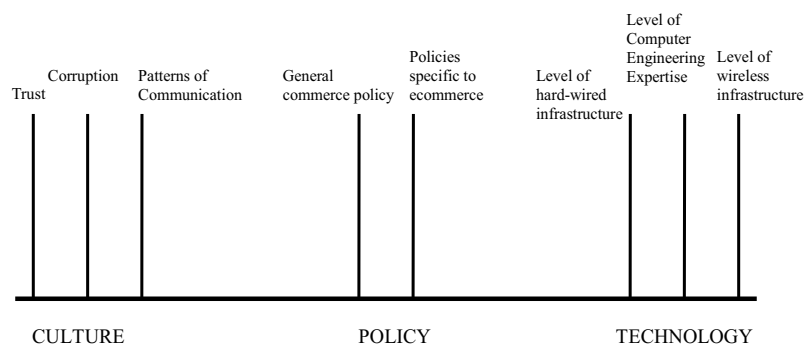 Trust
Corruption
Patterns of
Communication
General
commerce policy
Policies
specific to
ecommerce
Level of
hard-wired
infrastructure
Level of
Computer
Engineering
Expertise
Level of
wireless
infrastructure
CULTURE
POLICY
TECHNOLOGY